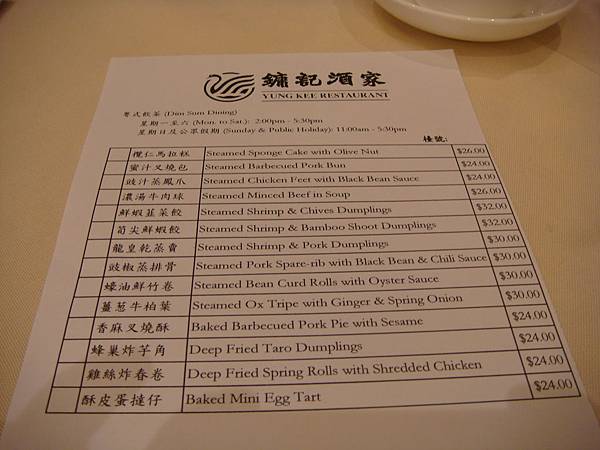 鏞記酒家
YUNG KEE RESTAURANT
粵式飲茶 (Dim Sum Dining)
星期一至六 (Mon. to Sat.): 2:00pm - 5:30pm
星期日及公眾假期 (Sunday & Public Holiday): 11:00am - 5:30pm
檯號:
欖仁馬拉糕 Steamed Sponge Cake with Olive Nut $26.00
蜜汁叉燒包 Steamed Barbecued Pork Bun $24.00
豉汁蒸鳳爪 Steamed Chicken Feet with Black Bean Sauce $24.00
濃湯牛肉球 Steamed Minced Beef in Soup $26.00
鮮蝦韮菜餃 Steamed Shrimp & Chives Dumplings $32.00
筍尖鮮蝦餃 Steamed Shrimp & Bamboo Shoot Dumplings $32.00
龍皇乾蒸賣 Steamed Shrimp & Pork Dumplings $30.00
豉椒蒸排骨 Steamed Pork Spare-rib with Black Bean & Chili Sauce $30.00
蠔油鮮竹卷 Steamed Bean Curd Rolls with Oyster Sauce $30.00
薑葱牛柏葉 Steamed Ox Tripe with Ginger & Spring Onion $30.00
香麻叉燒酥 Baked Barbecued Pork Pie with Sesame $24.00
蜂巢炸芋角 Deep Fried Taro Dumplings $24.00
雞絲炸春卷 Deep Fried Spring Rolls with Shredded Chicken $24.00
酥皮蛋撻仔 Baked Mini Egg Tart $24.00